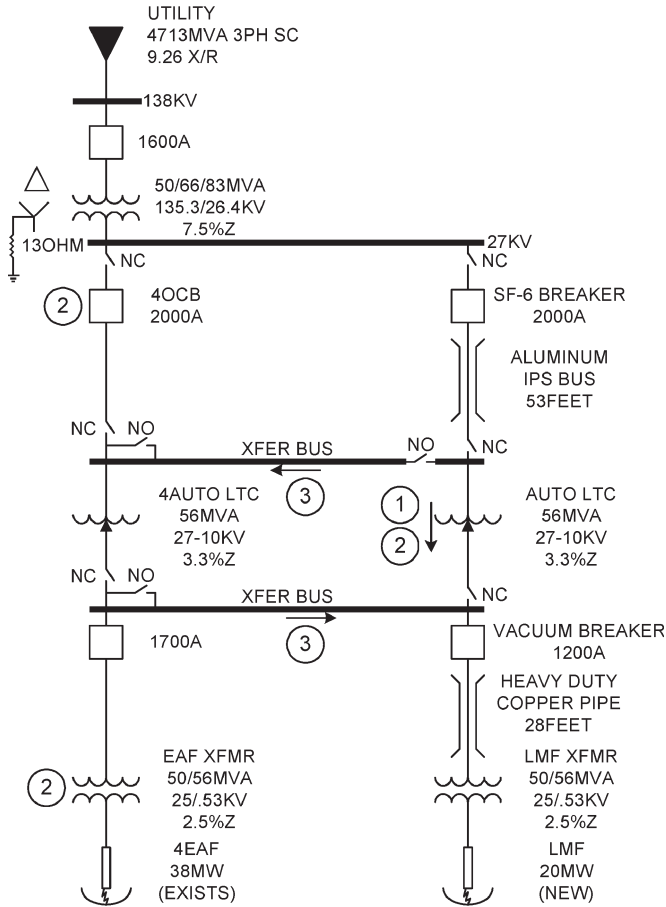 UTILITY
4713MVA 3PH SC
9.26 X/R
138KV
1600A
50/66/83MVA
135.3/26.4KV
7.5%Z
13OHM
27KV
NC
NC
2
4OCB
2000A
SF-6 BREAKER
2000A
ALUMINUM
IPS BUS
53FEET
NC
NO
XFER BUS
NO
NC
3
4AUTO LTC
56MVA
27-10KV
3.3%Z
1
2
AUTO LTC
56MVA
27-10KV
3.3%Z
NC
NO
XFER BUS
NC
3
1700A
VACUUM BREAKER
1200A
HEAVY DUTY
COPPER PIPE
28FEET
2
EAF XFMR
50/56MVA
25/.53KV
2.5%Z
LMF XFMR
50/56MVA
25/.53KV
2.5%Z
4EAF
38MW
(EXISTS)
LMF
20MW
(NEW)